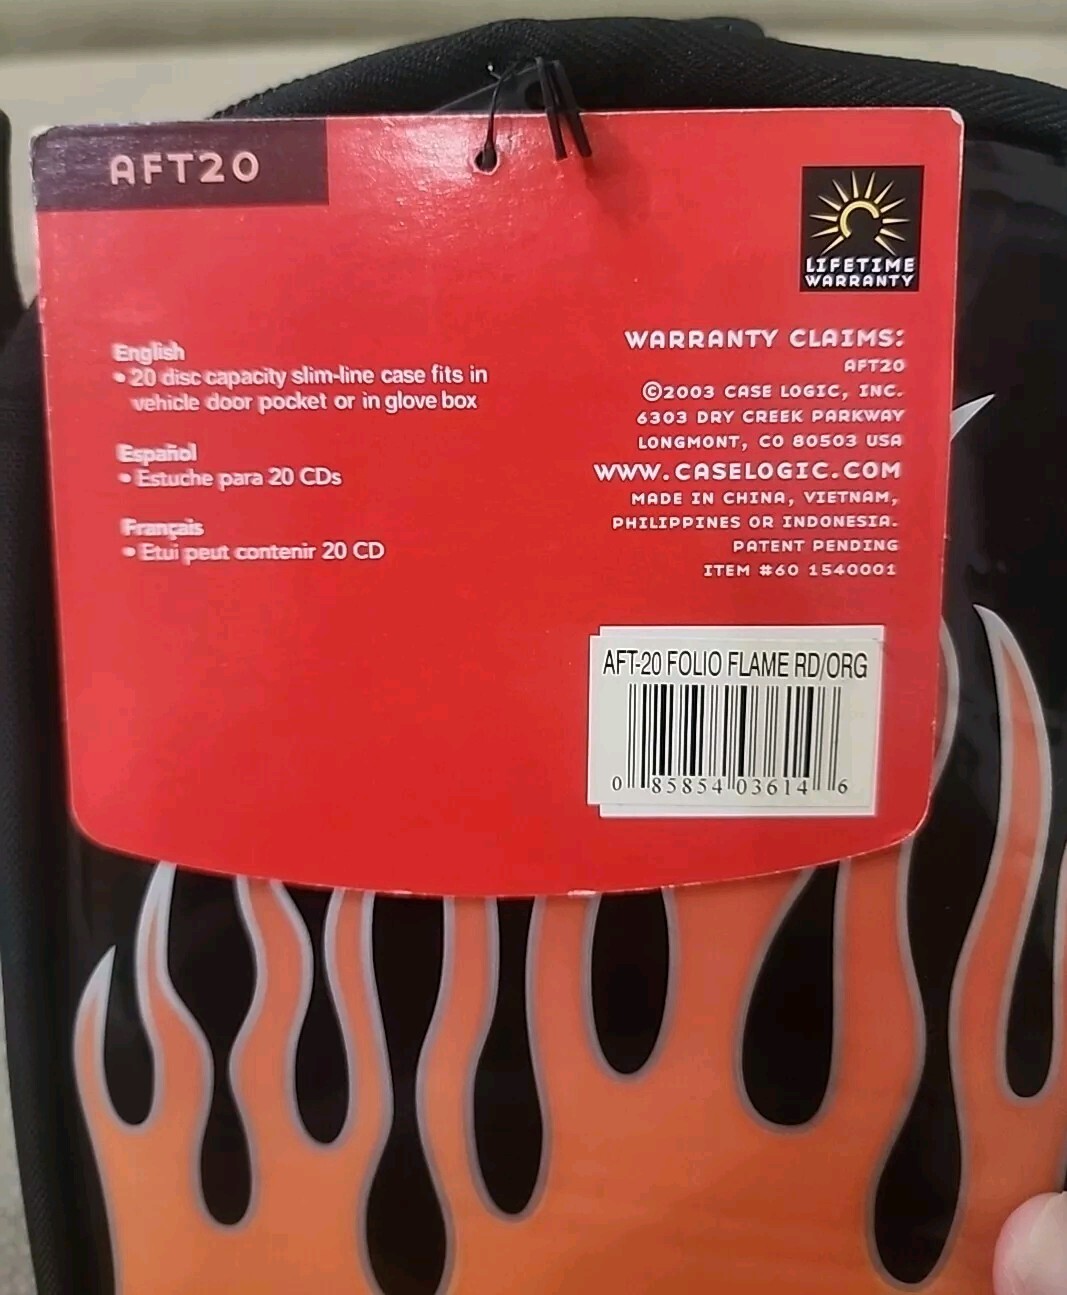 AFT20
LIFETIME
WARRANTY
English
• 20 disc capacity slim-line case fits in
vehicle door pocket or in glove box
Español
• Estuche para 20 CDs
Français
• Etui peut contenir 20 CD
WARRANTY CLAIMS:
AFT20
©2003 CASE LOGIC, INC.
6303 DRY CREEK PARKWAY
LONGMONT, CO 80503 USA
WWW.CASELOGIC.COM
MADE IN CHINA, VIETNAM,
PHILIPPINES OR INDONESIA.
PATENT PENDING
ITEM #60 1540001
AFT-20 FOLIO FLAME RD/ORG
0 85854 03614 6